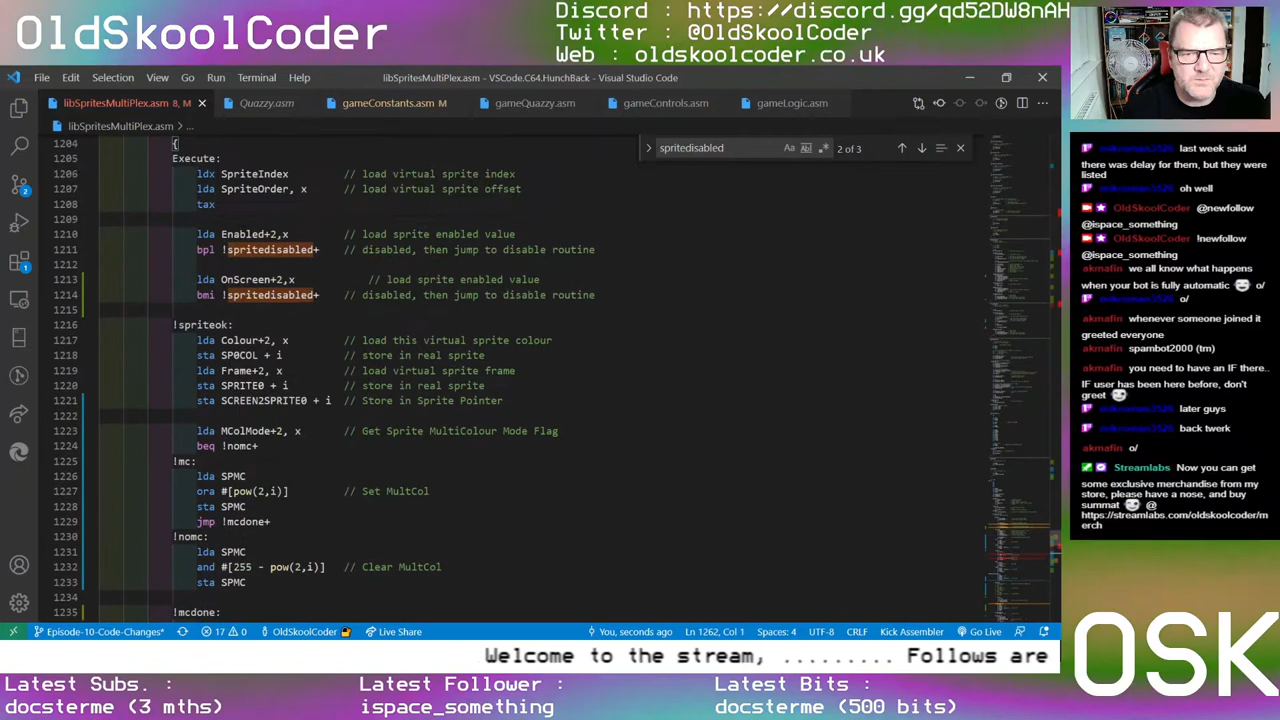 OldSkoolCoder
Discord : https://discord.gg/qd52DW8nAH
Twitter : @OldSkoolCoder
Web : oldskoolcoder.co.uk
File Edit Selection View Go Run Terminal Help
libSpritesMultiPlex.asm - VSCode.C64.HunchBack - Visual Studio Code
libSpritesMultiPlex.asm 8, M
Quazzy.asm
gameConstants.asm M
gameQuazzy.asm
gameControls.asm
gameLogic.asm
libSpritesMultiPlex.asm > ...
spritedisabled
2 of 3
1204 {
1205 Execute:
1206 ldx SpriteIndex // load virtual sprite index
1207 lda SpriteOrder, x // load virtual sprite offset
1208 tax
1209
1210 lda Enabled+2,x // load sprite enabled value
1211 bpl !spritedisabled+ // disabled, then jump to disable routine
1212
1213 // load sprite enabled value
1214 bmi !spritedisabled+ // disabled, then jump to disable routine
1215
1216 !spriteok:
1217 lda Colour+2, x // load this virtual sprite colour
1218 sta SP0COL + i // store in real sprite
1219 lda Frame+2, x // load virtual sprite frame
1220 sta SPRITE0 + i // store in real sprite
1221 sta SCREEN2SPRITE0 + i // Store in Sprite Pointer
1222
1223 lda MColMode+2, x // Get Sprite MultiColour Mode Flag
1224 beq !nomc+
1225 !mc:
1226 lda SPMC
1227 ora #[pow(2,i)] // Set MultCol
1228 sta SPMC
1229 jmp !mcdone+
1230 !nomc:
1231 lda SPMC
1232 and #[255 - pow(2,i)] // Clear MultCol
1233 sta SPMC
1234
1235 !mcdone:
Episode-10-Code-Changes*
17 0
OldSkoolCoder
Live Share
You, seconds ago
Ln 1262, Col 1
Spaces: 4
UTF-8
CRLF
Kick Assembler
Go Live
last week said
there was delay for them, but they were
listed
oh well
OldSkoolCoder @newfollow
@ispace_something
OldSkoolCoder !newfollow
@ispace_something
akmafin we all know what happens
when your bot is fully automatic o/
o/
akmafin whenever someone joined it
greeted everyone
akmafin spambot2000 (tm)
akmafin you need to have an IF there..
IF user has been here before, don't
greet
later guys
back twerk
akmafin o/
Streamlabs Now you can get
some exclusive merchandise from my
store, please have a nose, and buy
summat @
https://streamlabs.com/oldskoolcoder/m
erch
Welcome to the stream, ......... Follows are
OSK
Latest Subs. :
docsterme (3 mths)
Latest Follower :
ispace_something
Latest Bits :
docsterme (500 bits)